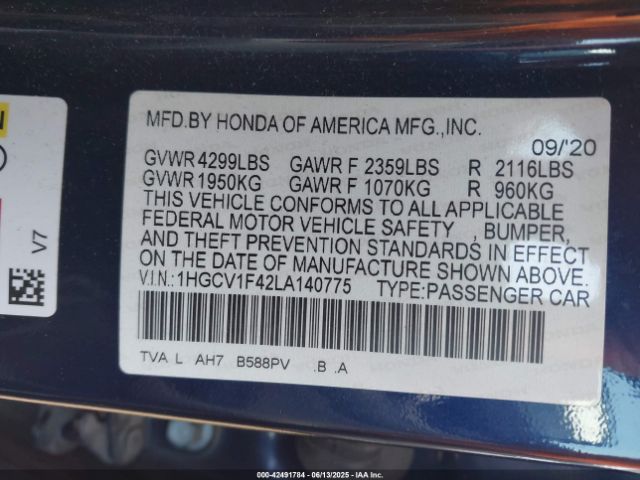 MFD.BY HONDA OF AMERICA MFG.,INC.
09/'20
GVWR 4299LBS GAWR F 2359LBS R 2116LBS
GVWR 1950KG GAWR F 1070KG R 960KG
THIS VEHICLE CONFORMS TO ALL APPLICABLE
FEDERAL MOTOR VEHICLE SAFETY , BUMPER,
AND THEFT PREVENTION STANDARDS IN EFFECT
ON THE DATE OF MANUFACTURE SHOWN ABOVE.
V.I.N.:1HGCV1F42LA140775 TYPE:PASSENGER CAR
TVA L AH7 B588PV .B .A
V7
000-42491784 - 06/13/2025 - IAA Inc.